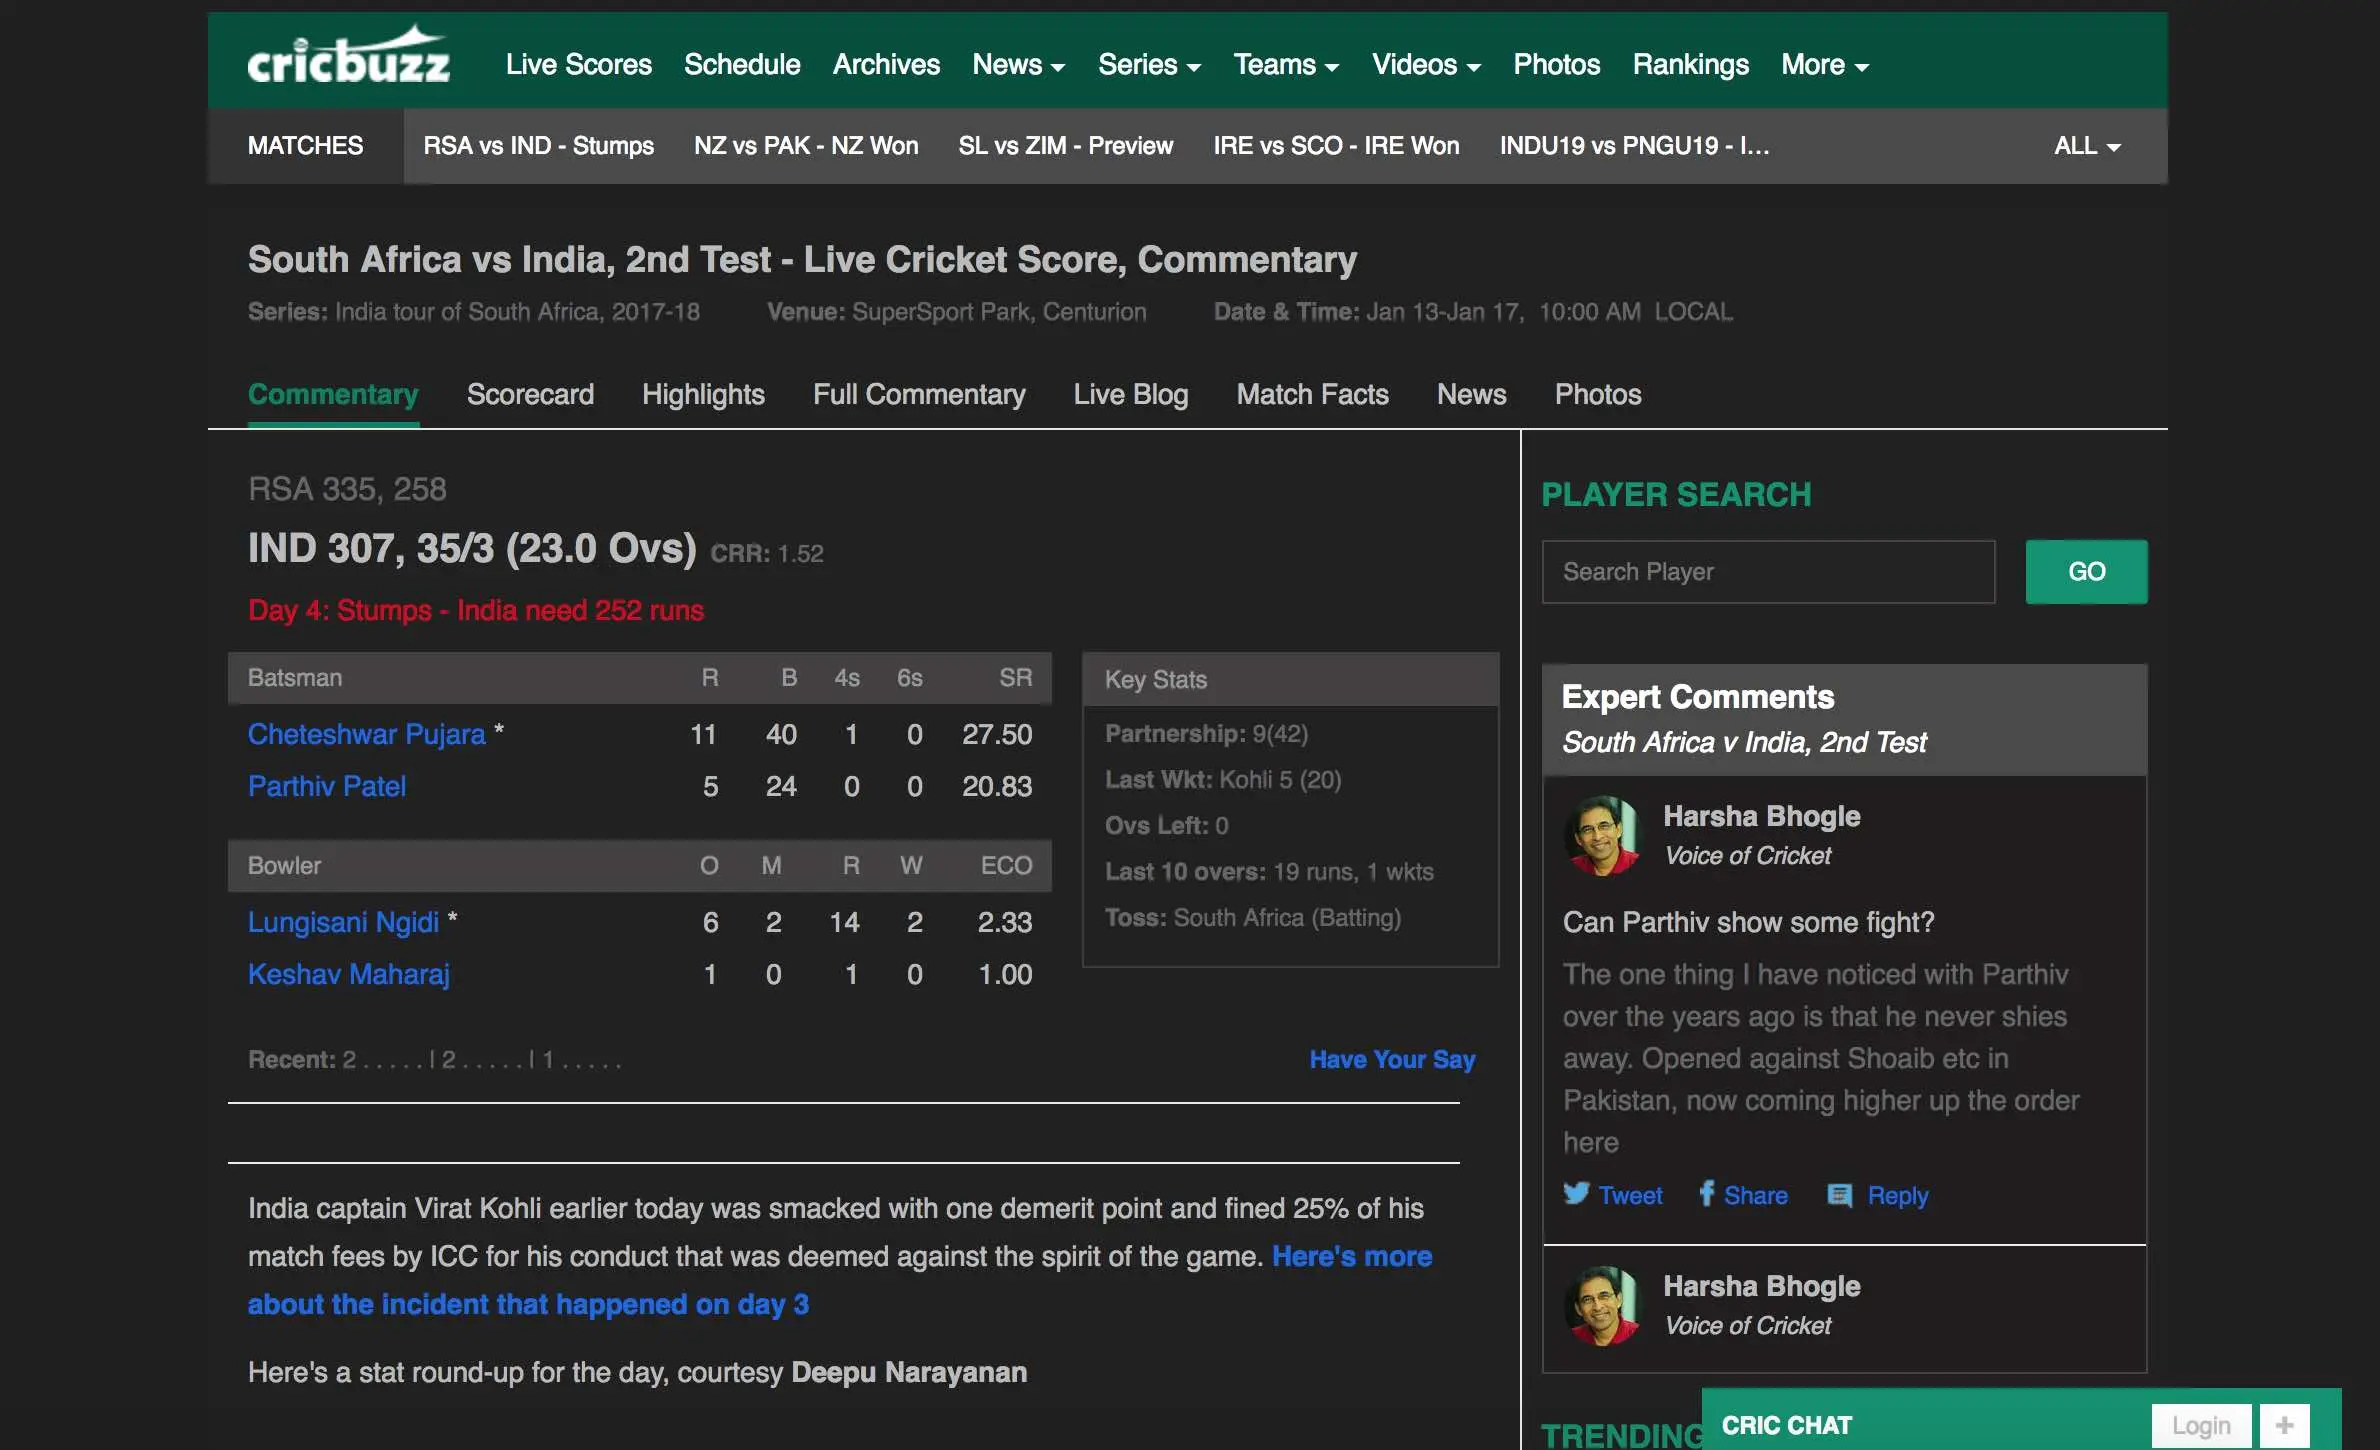 cricbuzz Live Scores Schedule Archives News Series Teams Videos Photos Rankings More
MATCHES RSA vs IND - Stumps NZ vs PAK - NZ Won SL vs ZIM - Preview IRE vs SCO - IRE Won INDU19 vs PNGU19 - I... ALL
South Africa vs India, 2nd Test - Live Cricket Score, Commentary
Series: India tour of South Africa, 2017-18 Venue: SuperSport Park, Centurion Date & Time: Jan 13-Jan 17, 10:00 AM LOCAL
Commentary Scorecard Highlights Full Commentary Live Blog Match Facts News Photos
RSA 335, 258
IND 307, 35/3 (23.0 Ovs) CRR: 1.52
Day 4: Stumps - India need 252 runs
Batsman R B 4s 6s SR
Cheteshwar Pujara * 11 40 1 0 27.50
Parthiv Patel 5 24 0 0 20.83
Bowler O M R W ECO
Lungisani Ngidi * 6 2 14 2 2.33
Keshav Maharaj 1 0 1 0 1.00
Key Stats
Partnership: 9(42)
Last Wkt: Kohli 5 (20)
Ovs Left: 0
Last 10 overs: 19 runs, 1 wkts
Toss: South Africa (Batting)
Recent: 2 . . . . . | 2 . . . . . | 1 . . . . . Have Your Say
India captain Virat Kohli earlier today was smacked with one demerit point and fined 25% of his
match fees by ICC for his conduct that was deemed against the spirit of the game. Here's more
about the incident that happened on day 3
Here's a stat round-up for the day, courtesy Deepu Narayanan
PLAYER SEARCH
Search Player GO
Expert Comments
South Africa v India, 2nd Test
Harsha Bhogle
Voice of Cricket
Can Parthiv show some fight?
The one thing I have noticed with Parthiv
over the years ago is that he never shies
away. Opened against Shoaib etc in
Pakistan, now coming higher up the order
here
Tweet Share Reply
Harsha Bhogle
Voice of Cricket
TRENDING
CRIC CHAT Login +